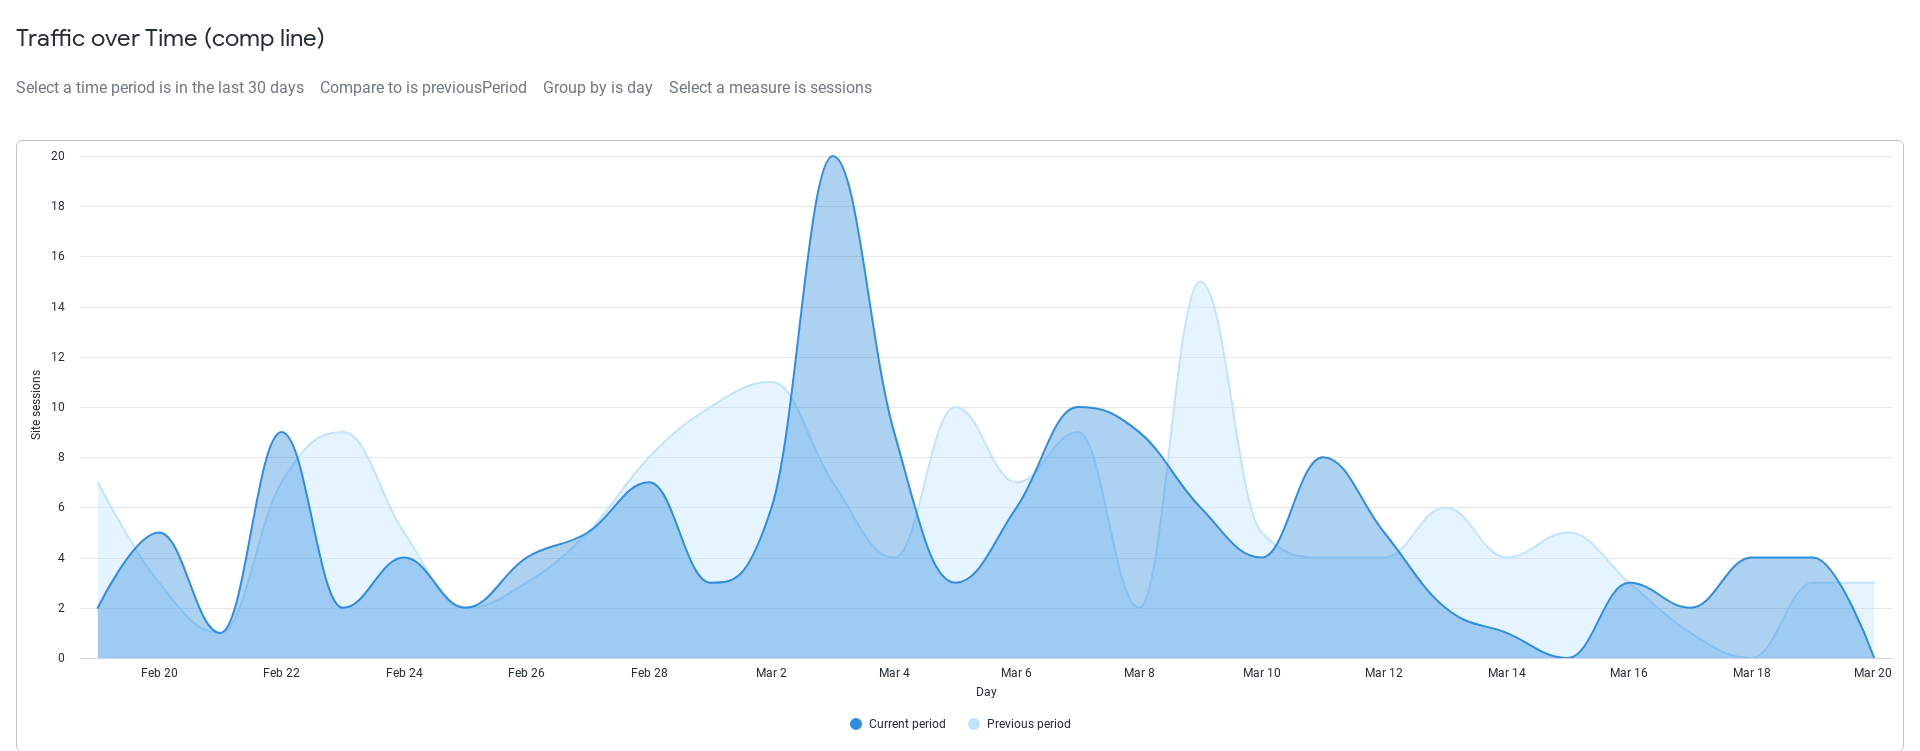 Traffic over Time (comp line)
Select a time period is in the last 30 days Compare to is previousPeriod Group by is day Select a measure is sessions
20
18
16
14
12
10
8
6
4
2
0
Site sessions
Feb 20 Feb 22 Feb 24 Feb 26 Feb 28 Mar 2 Mar 4 Mar 6 Mar 8 Mar 10 Mar 12 Mar 14 Mar 16 Mar 18 Mar 20
Day
Current period Previous period